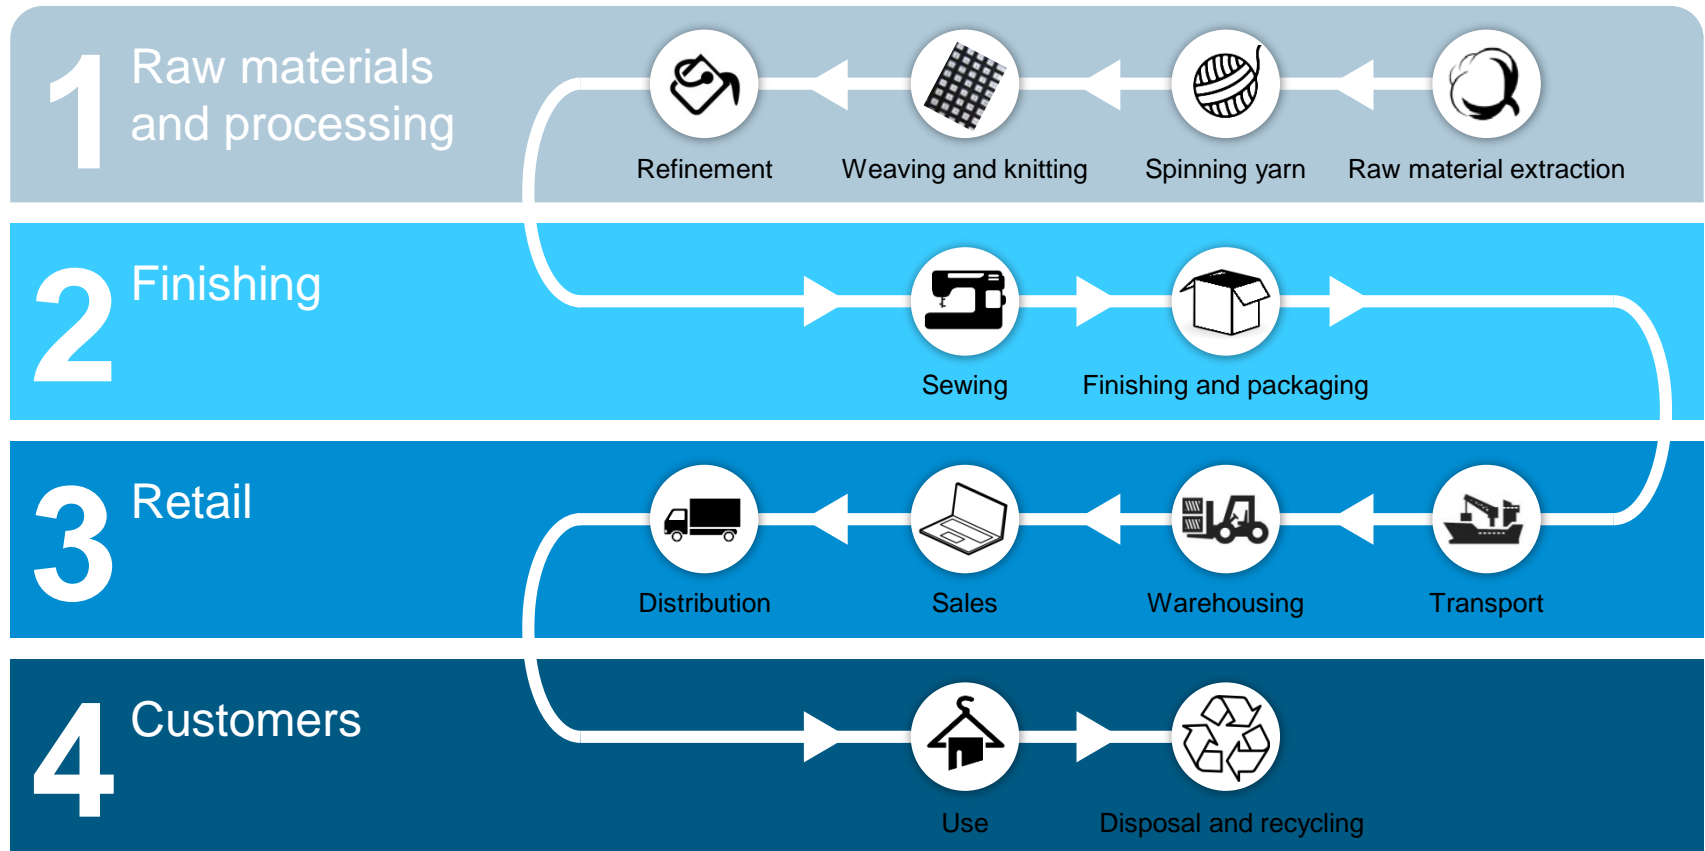 1
Raw materials
and processing
Refinement
Weaving and knitting
Spinning yarn
Raw material extraction
2
Finishing
Sewing
Finishing and packaging
3
Retail
Distribution
Sales
Warehousing
Transport
4
Customers
Use
Disposal and recycling